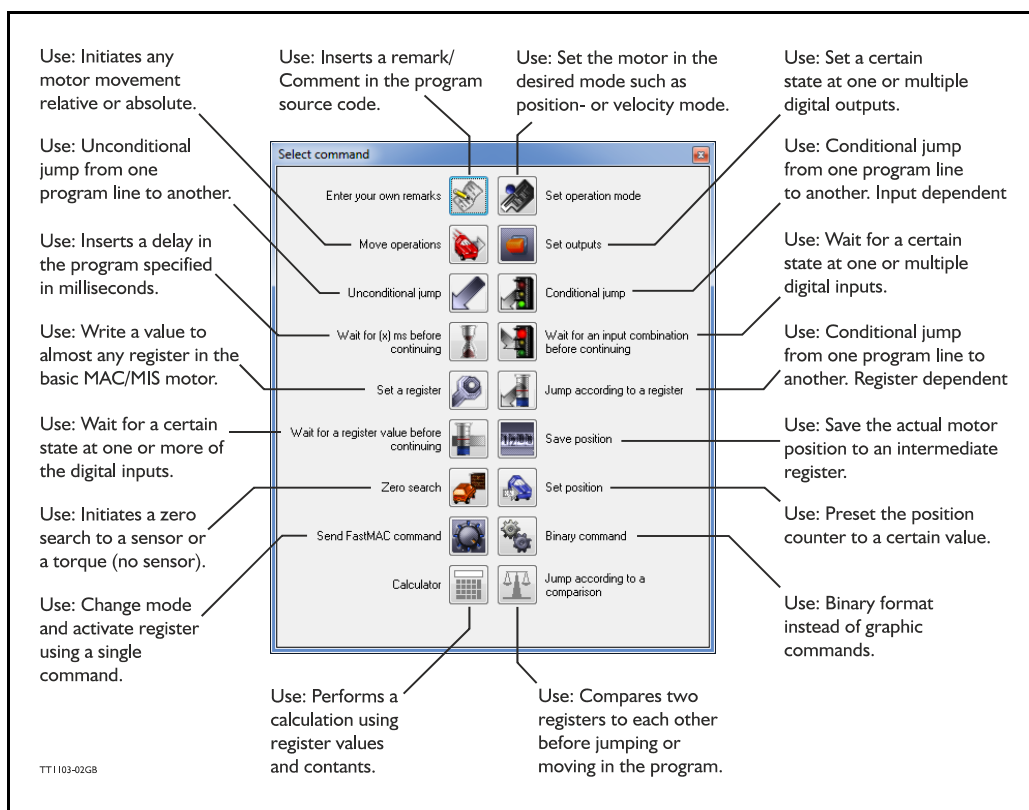 Use: Initiates any
motor movement
relative or absolute.
Use: Inserts a remark/
Comment in the program
source code.
Use: Set the motor in the
desired mode such as
position- or velocity mode.
Use: Set a certain
state at one or multiple
digital outputs.
Use: Unconditional
jump from one
program line to another.
Use: Inserts a delay in
the program specified
in milliseconds.
Use: Write a value to
almost any register in the
basic MAC/MIS motor.
Use: Wait for a certain
state at one or more of
the digital inputs.
Use: Initiates a zero
search to a sensor or
a torque (no sensor).
Use: Change mode
and activate register
using a single
command.
Select command
Enter your own remarks
Set operation mode
Move operations
Set outputs
Unconditional jump
Conditional jump
Wait for (x) ms before
continuing
Wait for an input combination
before continuing
Set a register
Jump according to a register
Wait for a register value before
continuing
Save position
Zero search
Set position
Send FastMAC command
Binary command
Calculator
Jump according to a
comparison
Use: Conditional jump
from one program line
to another. Input dependent
Use: Wait for a certain
state at one or multiple
digital inputs.
Use: Conditional jump
from one program line to
another. Register dependent
Use: Save the actual motor
position to an intermediate
register.
Use: Preset the position
counter to a certain value.
Use: Binary format
instead of graphic
commands.
Use: Performs a
calculation using
register values
and contants.
Use: Compares two
registers to each other
before jumping or
moving in the program.
TT1103-02GB